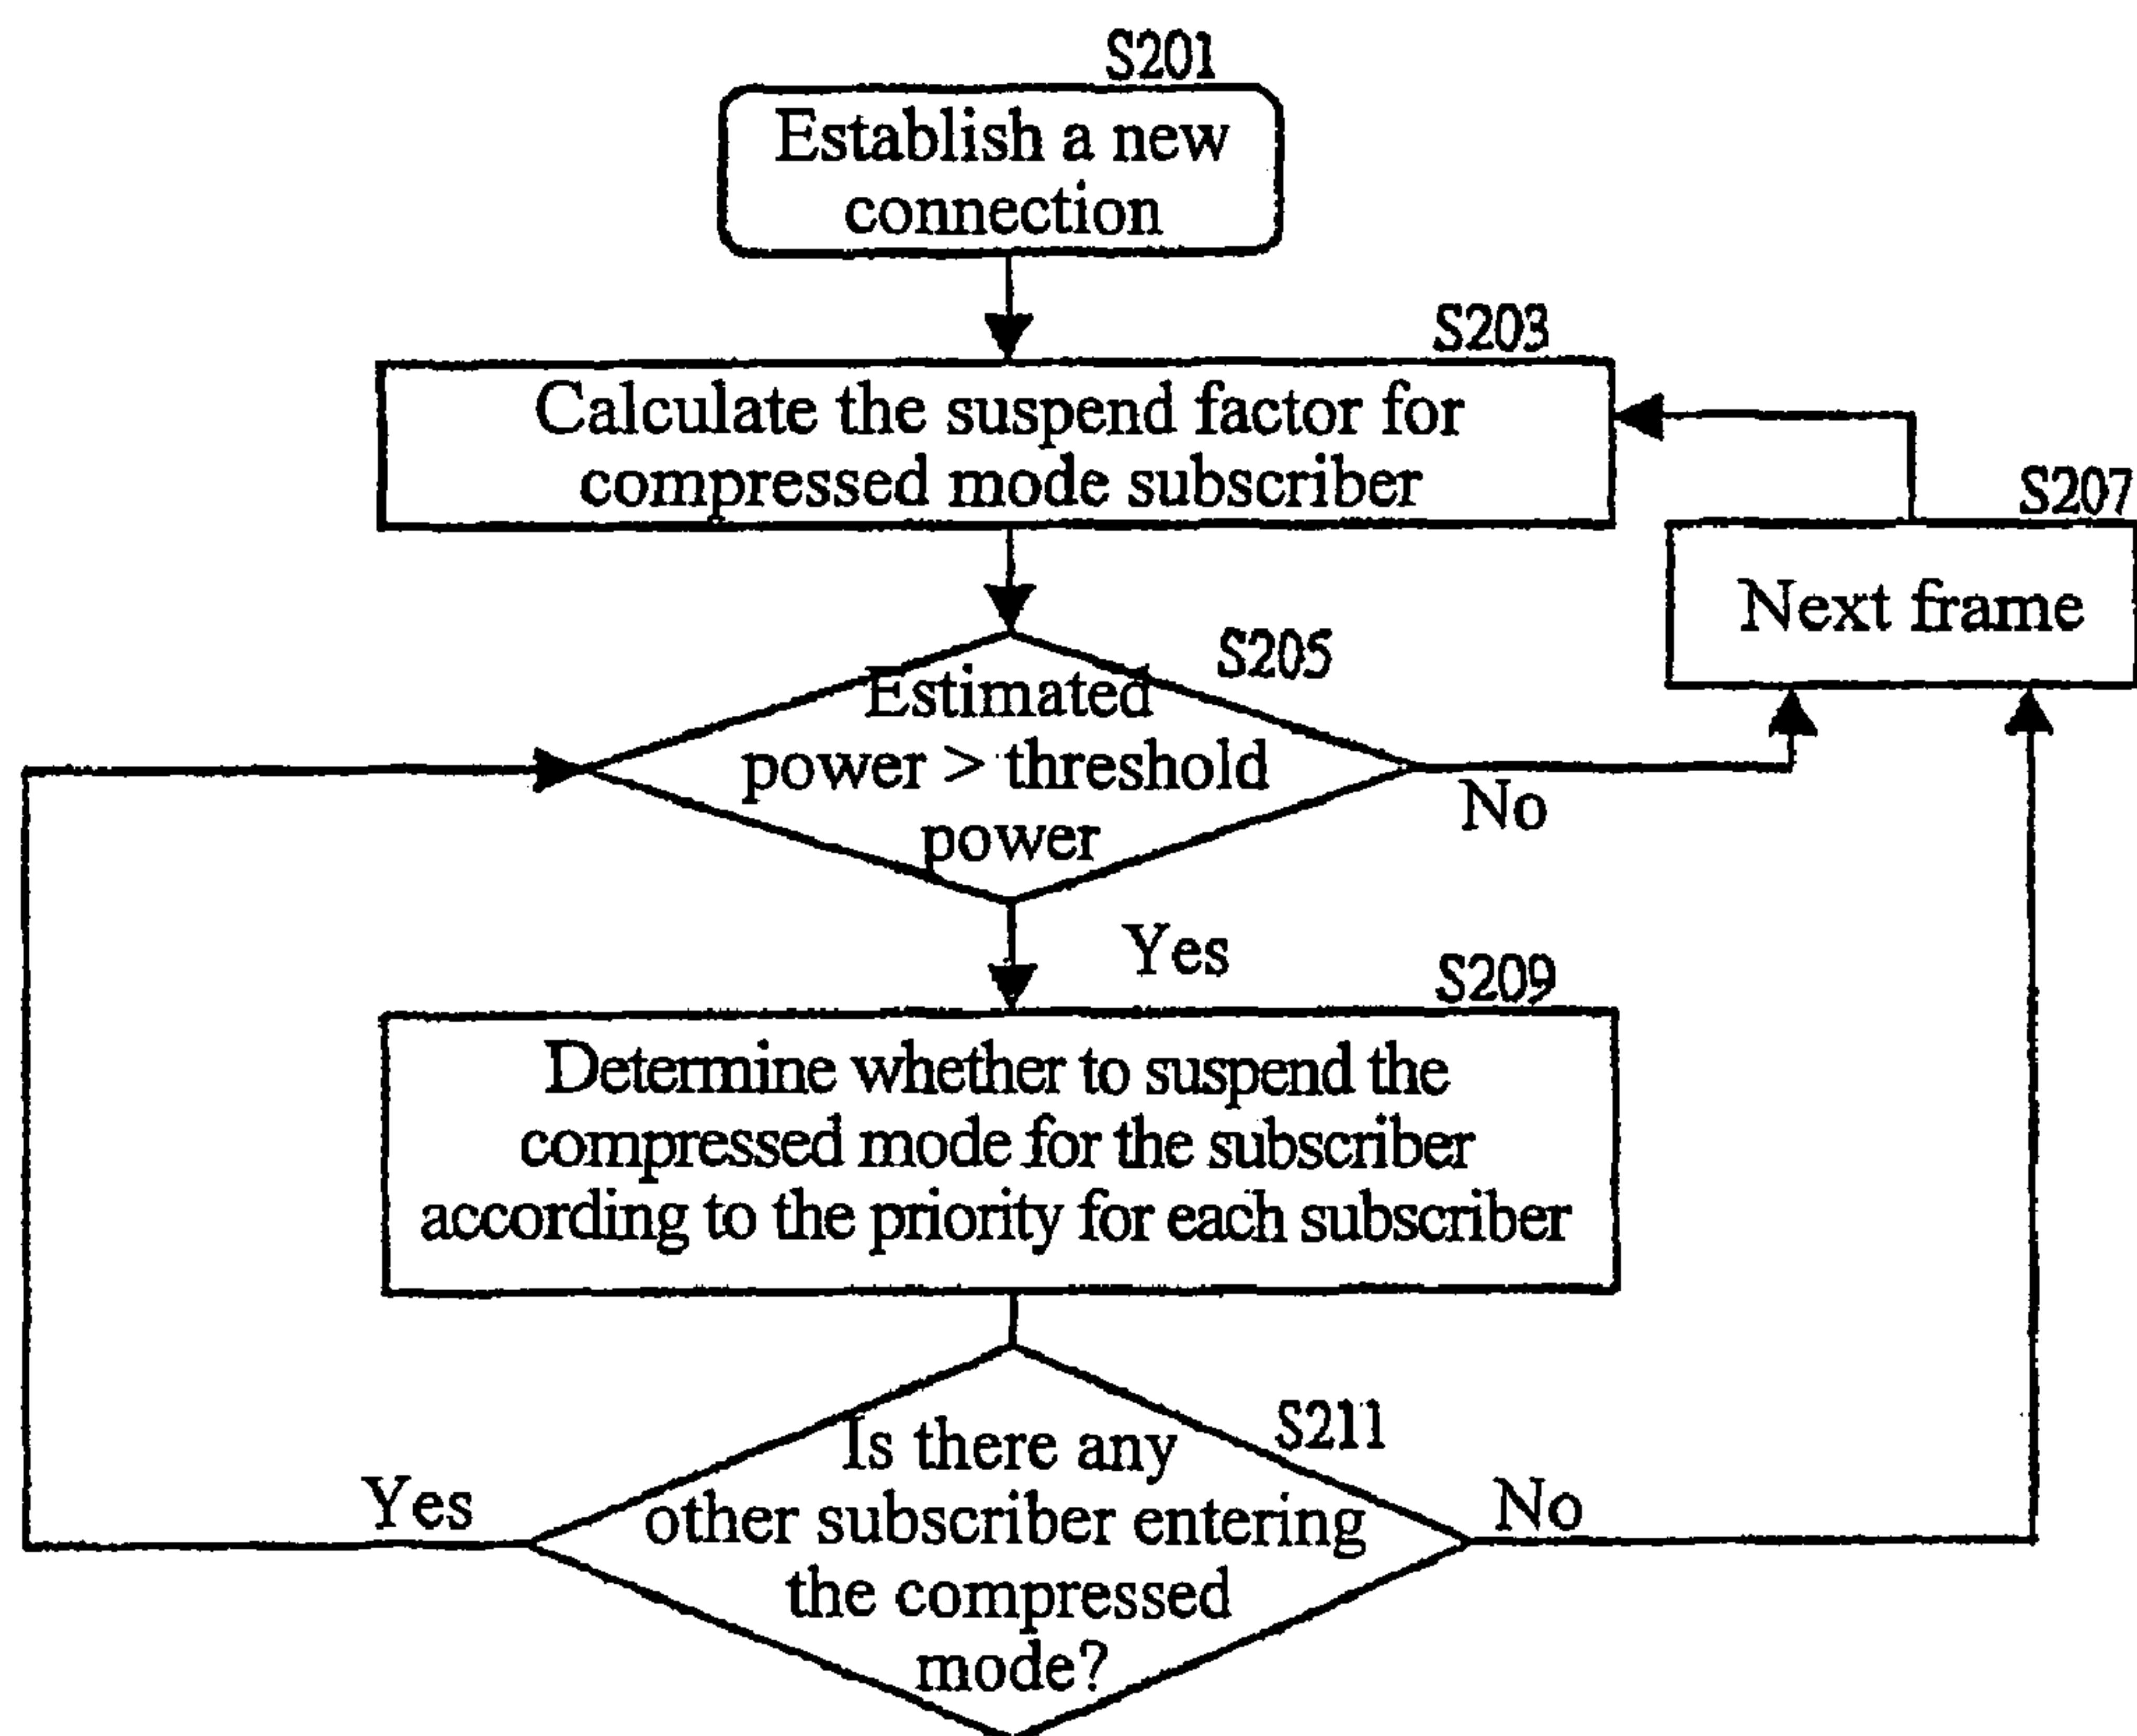 S201
Establish a new
connection
S203
Calculate the suspend factor for
compressed mode subscriber
S207
Next frame
S205
Estimated
power > threshold
power
No
Yes
S209
Determine whether to suspend the
compressed mode for the subscriber
according to the priority for each subscriber
S211
Is there any
other subscriber entering
the compressed
mode?
Yes
No